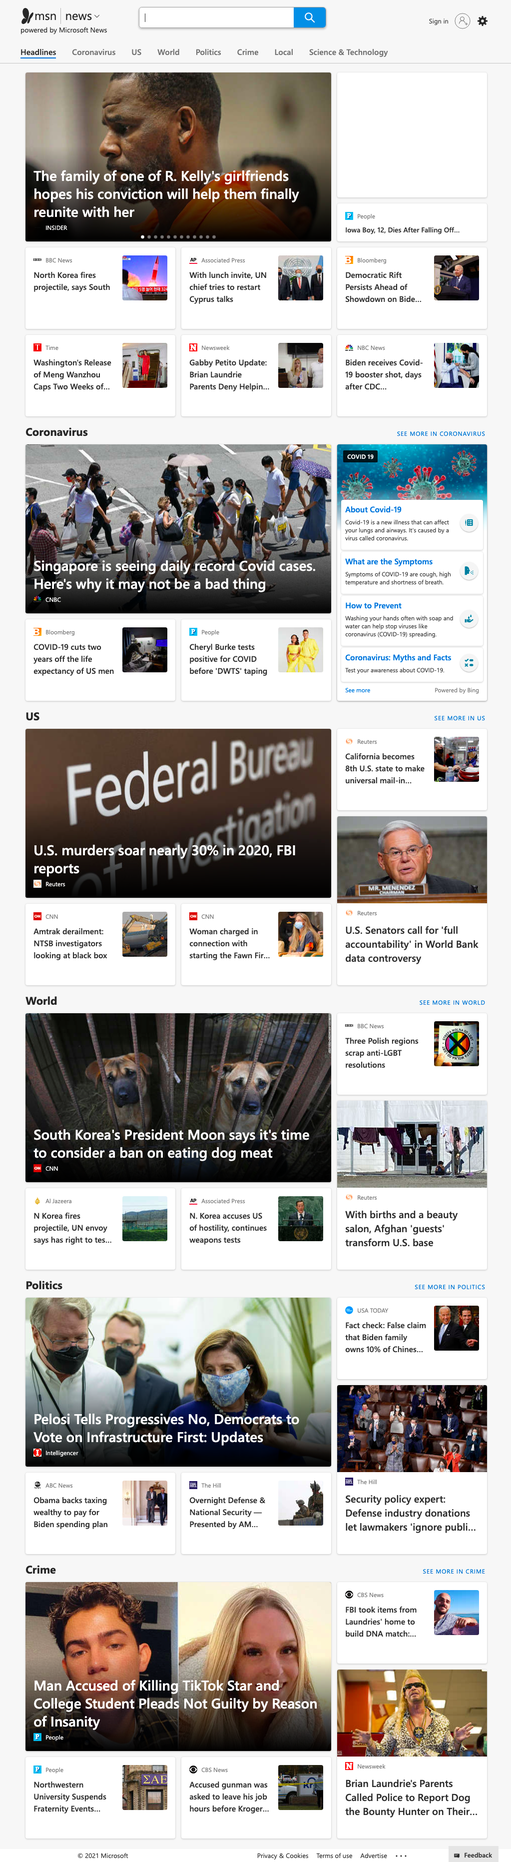 msn | news
powered by Microsoft News
Sign in
Headlines Coronavirus US World Politics Crime Local Science & Technology
The family of one of R. Kelly's girlfriends
hopes his conviction will help them finally
reunite with her
INSIDER
People
Iowa Boy, 12, Dies After Falling Off...
BBC News
North Korea fires
projectile, says South
Associated Press
With lunch invite, UN
chief tries to restart
Cyprus talks
Bloomberg
Democratic Rift
Persists Ahead of
Showdown on Bide...
Time
Washington's Release
of Meng Wanzhou
Caps Two Weeks of...
Newsweek
Gabby Petito Update:
Brian Laundrie
Parents Deny Helpin...
NBC News
Biden receives Covid-
19 booster shot, days
after CDC...
Coronavirus
SEE MORE IN CORONAVIRUS
Singapore is seeing daily record Covid cases.
Here's why it may not be a bad thing
CNBC
COVID 19
About Covid-19
Covid-19 is a new illness that can affect
your lungs and airways. It's caused by a
virus called coronavirus.
What are the Symptoms
Symptoms of COVID-19 are cough, high
temperature and shortness of breath.
How to Prevent
Washing your hands often with soap and
water can help stop viruses like
coronavirus (COVID-19) spreading.
Coronavirus: Myths and Facts
Test your awareness about COVID-19.
See more
Powered by Bing
Bloomberg
COVID-19 cuts two
years off the life
expectancy of US men
People
Cheryl Burke tests
positive for COVID
before 'DWTS' taping
US
SEE MORE IN US
Federal Bureau
of Investigation
U.S. murders soar nearly 30% in 2020, FBI
reports
Reuters
Reuters
California becomes
8th U.S. state to make
universal mail-in...
MR. MENENDEZ
CHAIRMAN
Reuters
U.S. Senators call for 'full
accountability' in World Bank
data controversy
CNN
Amtrak derailment:
NTSB investigators
looking at black box
CNN
Woman charged in
connection with
starting the Fawn Fir...
World
SEE MORE IN WORLD
South Korea's President Moon says it's time
to consider a ban on eating dog meat
CNN
BBC News
Three Polish regions
scrap anti-LGBT
resolutions
Reuters
With births and a beauty
salon, Afghan 'guests'
transform U.S. base
Al Jazeera
N Korea fires
projectile, UN envoy
says has right to tes...
Associated Press
N. Korea accuses US
of hostility, continues
weapons tests
Politics
SEE MORE IN POLITICS
Pelosi Tells Progressives No, Democrats to
Vote on Infrastructure First: Updates
Intelligencer
USA TODAY
Fact check: False claim
that Biden family
owns 10% of Chines...
The Hill
Security policy expert:
Defense industry donations
let lawmakers 'ignore publi...
ABC News
Obama backs taxing
wealthy to pay for
Biden spending plan
The Hill
Overnight Defense &
National Security —
Presented by AM...
Crime
SEE MORE IN CRIME
Man Accused of Killing TikTok Star and
College Student Pleads Not Guilty by Reason
of Insanity
People
CBS News
FBI took items from
Laundries' home to
build DNA match:...
Newsweek
Brian Laundrie's Parents
Called Police to Report Dog
the Bounty Hunter on Their...
People
Northwestern
University Suspends
Fraternity Events...
ΣΑΕ
CBS News
Accused gunman was
asked to leave his job
hours before Kroger...
© 2021 Microsoft
Privacy & Cookies Terms of use Advertise
Feedback